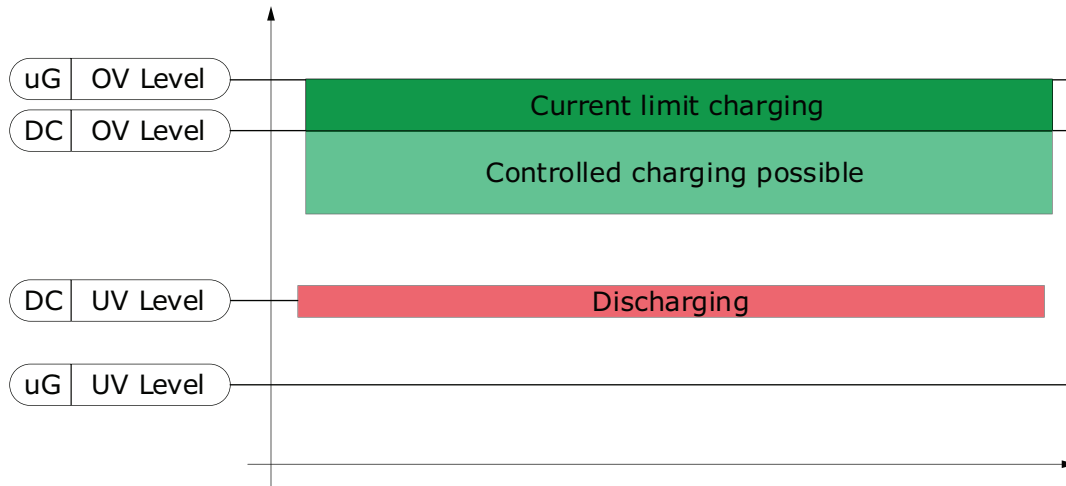 uG OV Level
Current limit charging
DC OV Level
Controlled charging possible
DC UV Level
Discharging
uG UV Level